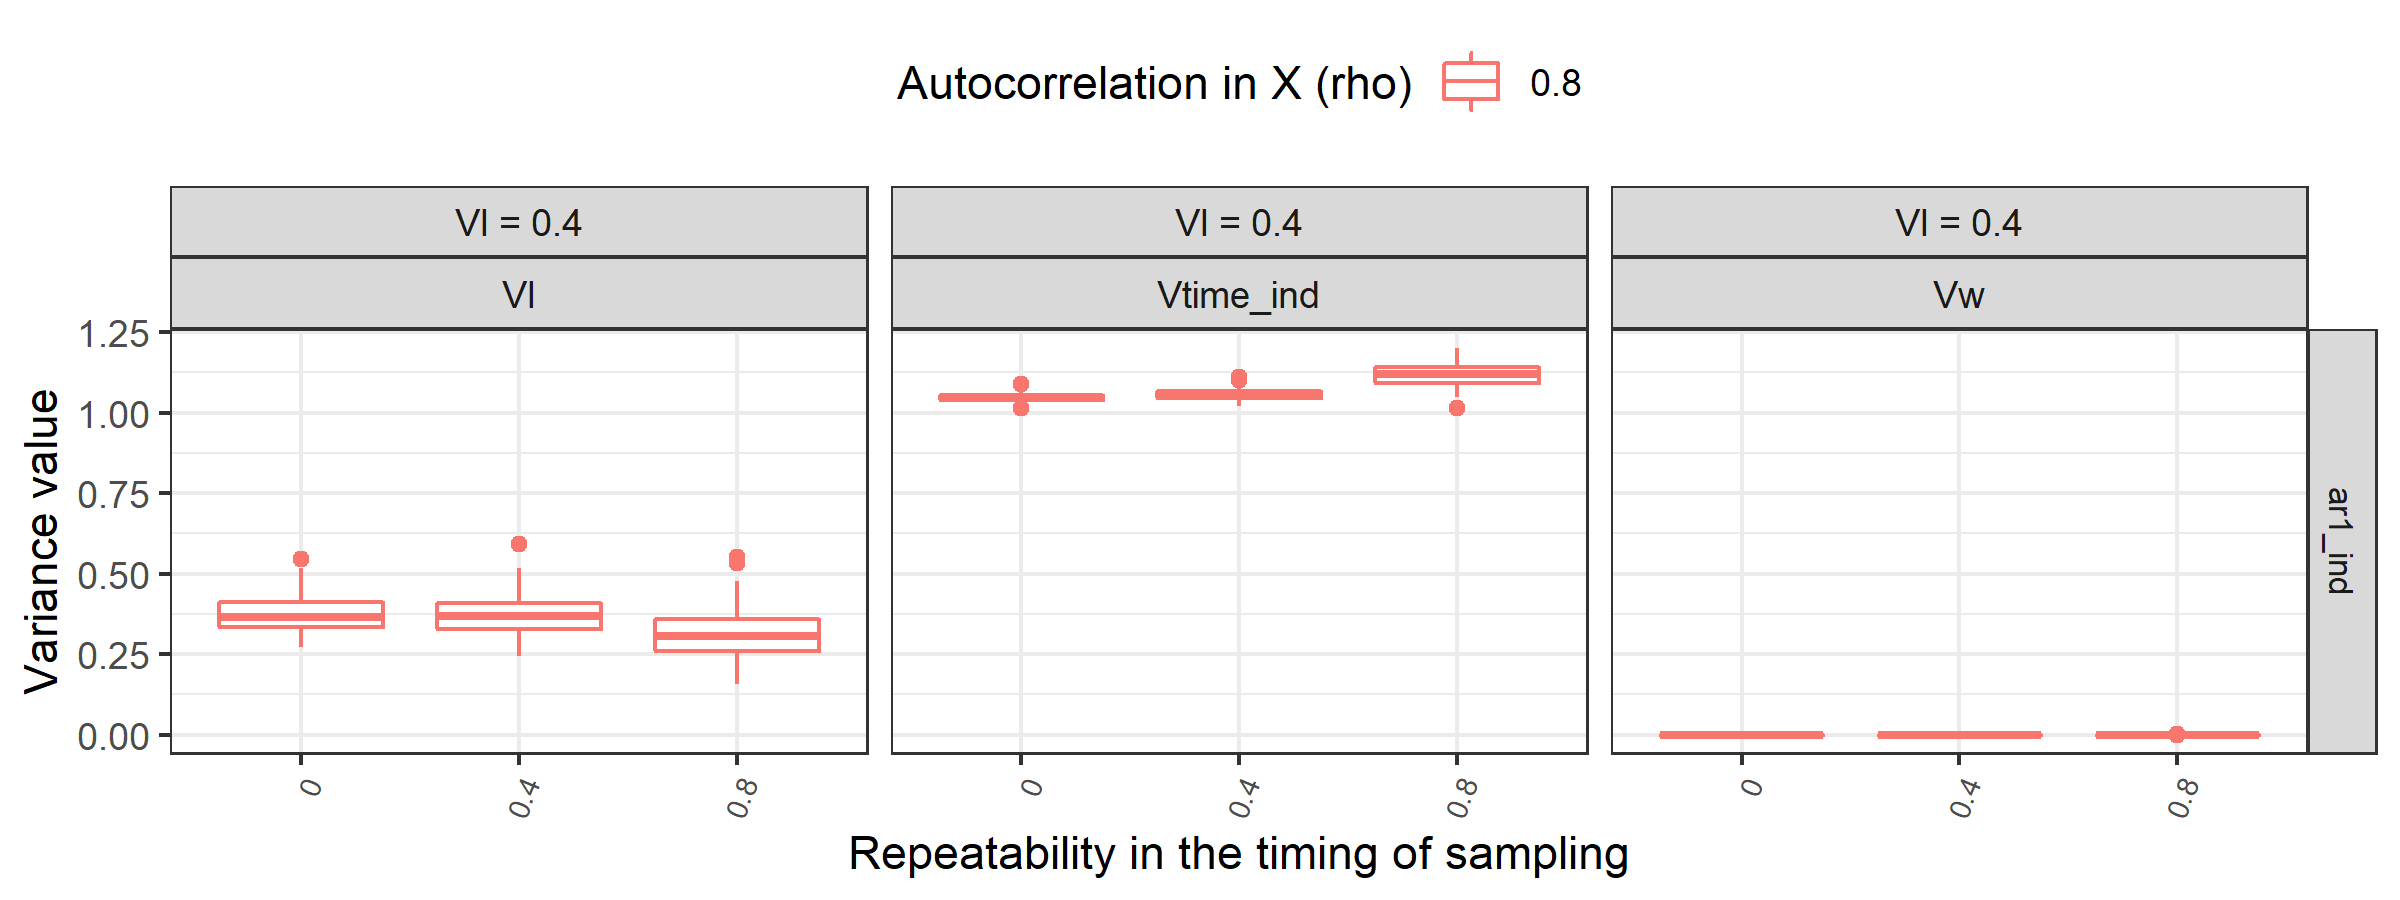 Autocorrelation in X (rho) 0.8
VI = 0.4 VI = 0.4 VI = 0.4
VI Vtime_ind Vw
Variance value
1.25
1.00
0.75
0.50
0.25
0.00
ar1_ind
0 0.4 0.8 0 0.4 0.8 0 0.4 0.8
Repeatability in the timing of sampling